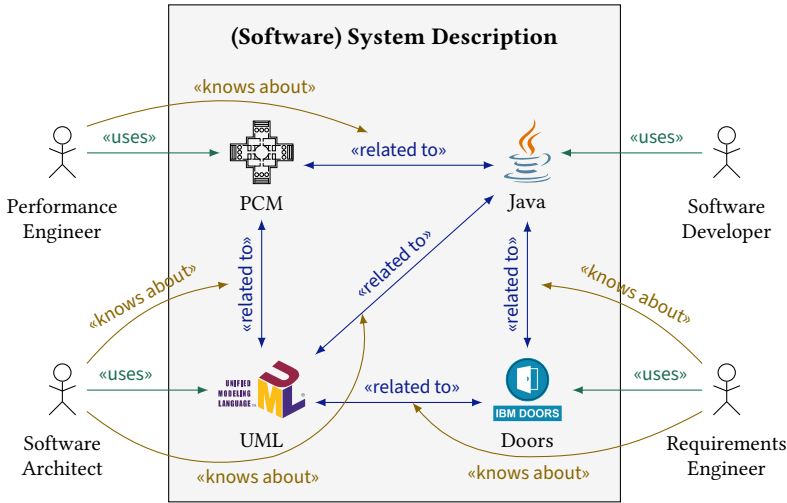 (Software) System Description
«knows about»
«uses»
«related to»
«uses»
Performance
Engineer
PCM
Java
Software
Developer
«related to»
«related to»
«related to»
«knows about»
«knows about»
«uses»
UNIFIED
MODELING
LANGUAGE™
UML
«related to»
IBM DOORS
«uses»
Software
Architect
UML
Doors
Requirements
Engineer
«knows about»
«knows about»